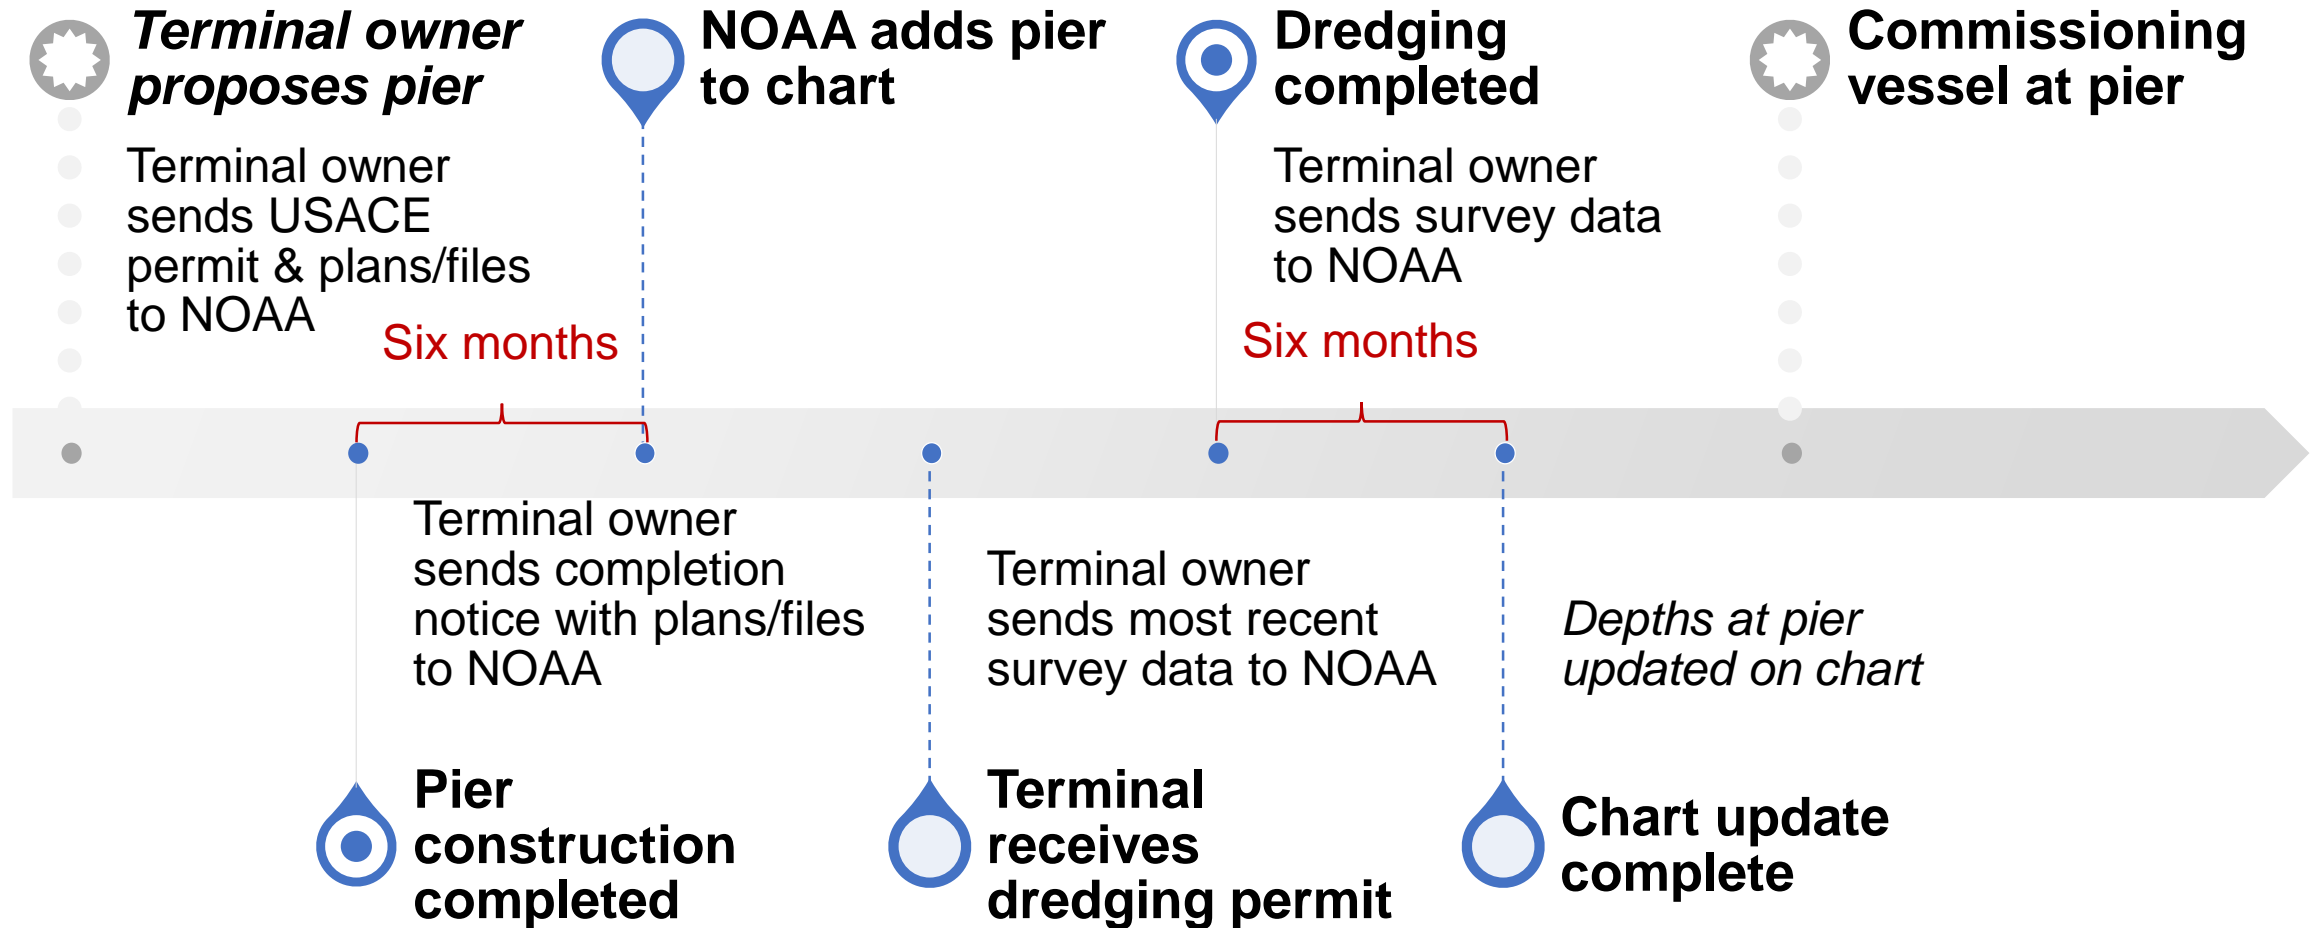 Terminal owner
proposes pier
Terminal owner
sends USACE
permit & plans/files
to NOAA
Six months
NOAA adds pier
to chart
Dredging
completed
Terminal owner
sends survey data
to NOAA
Six months
Commissioning
vessel at pier
Terminal owner
sends completion
notice with plans/files
to NOAA
Pier
construction
completed
Terminal owner
sends most recent
survey data to NOAA
Terminal
receives
dredging permit
Depths at pier
updated on chart
Chart update
complete